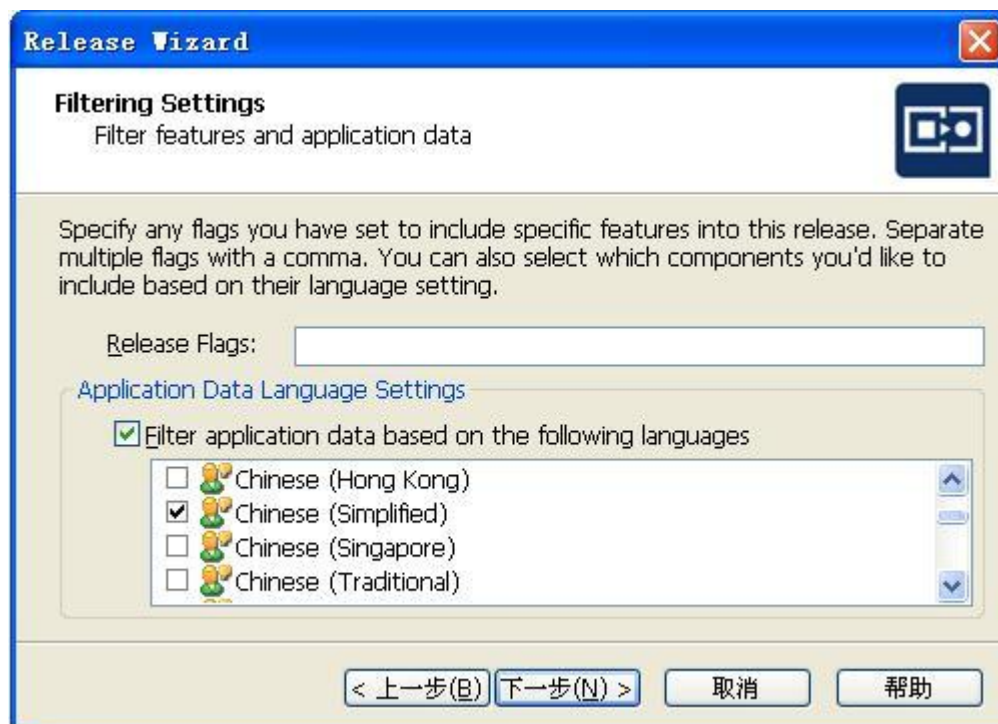 Release Wizard
Filtering Settings
Filter features and application data
Specify any flags you have set to include specific features into this release. Separate
multiple flags with a comma. You can also select which components you'd like to
include based on their language setting.
Release Flags:
Application Data Language Settings
Filter application data based on the following languages
Chinese (Hong Kong)
Chinese (Simplified)
Chinese (Singapore)
Chinese (Traditional)
< 上一步(B) 下一步(N) > 取消 帮助